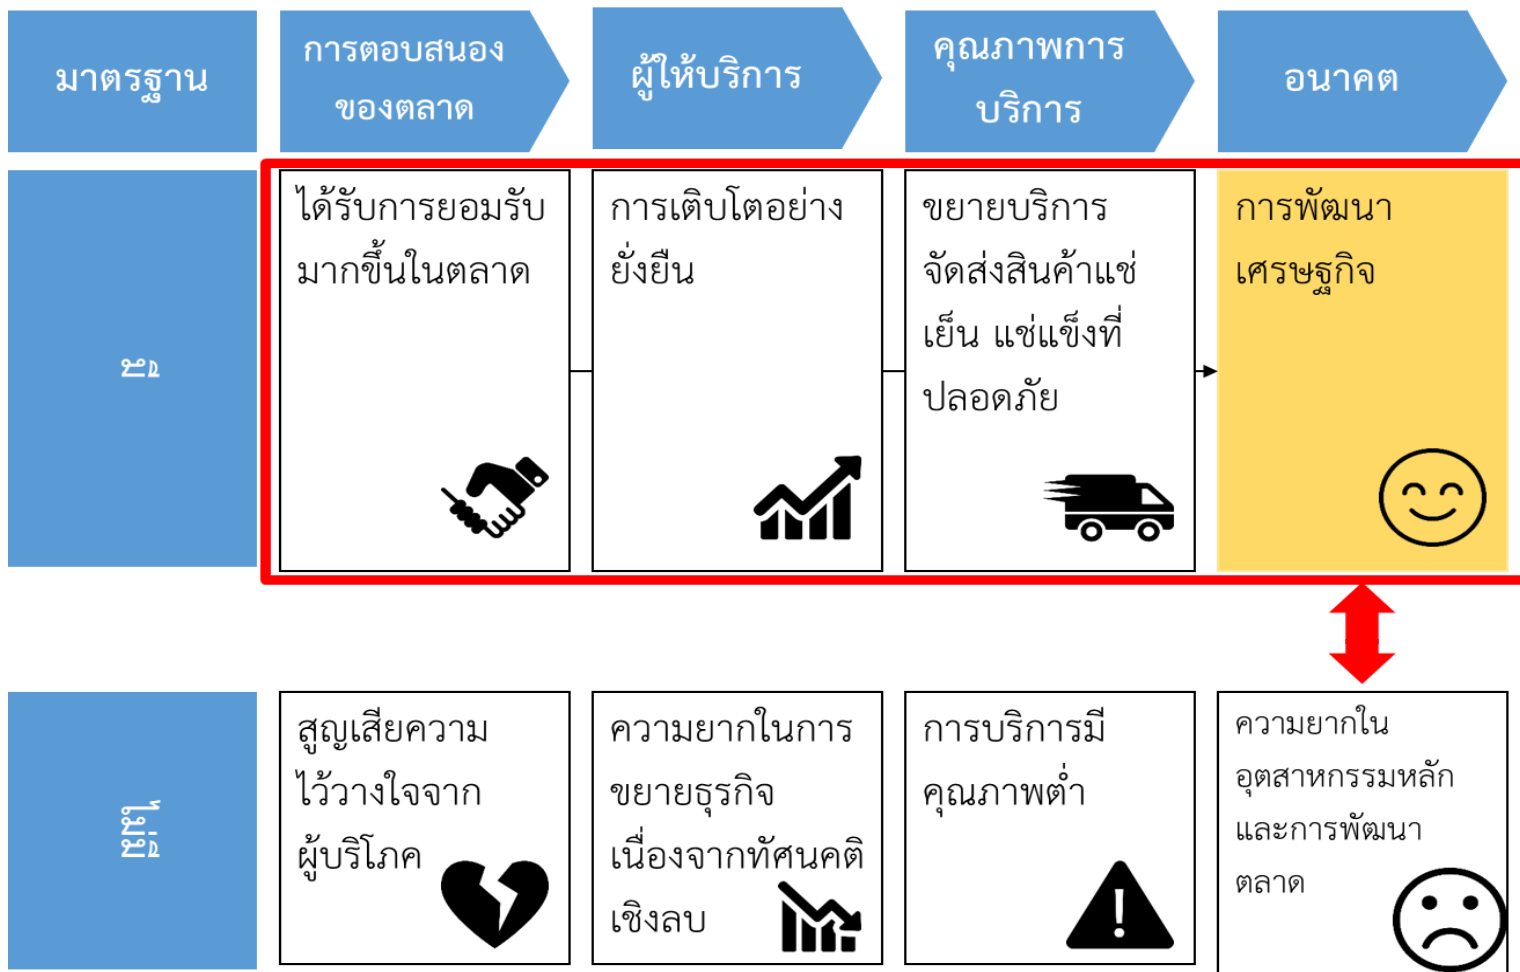 มาตรฐาน
การตอบสนอง
ของตลาด
ผู้ให้บริการ
คุณภาพการ
บริการ
อนาคต
มี
ได้รับการยอมรับ
มากขึ้นในตลาด
การเติบโตอย่าง
ยั่งยืน
ขยายบริการ
จัดส่งสินค้าแช่
เย็น แช่แข็งที่
ปลอดภัย
การพัฒนา
เศรษฐกิจ
ไม่มี
สูญเสียความ
ไว้วางใจจาก
ผู้บริโภค
ความยากในการ
ขยายธุรกิจ
เนื่องจากทัศนคติ
เชิงลบ
การบริการมี
คุณภาพต่ำ
ความยากใน
อุตสาหกรรมหลัก
และการพัฒนา
ตลาด